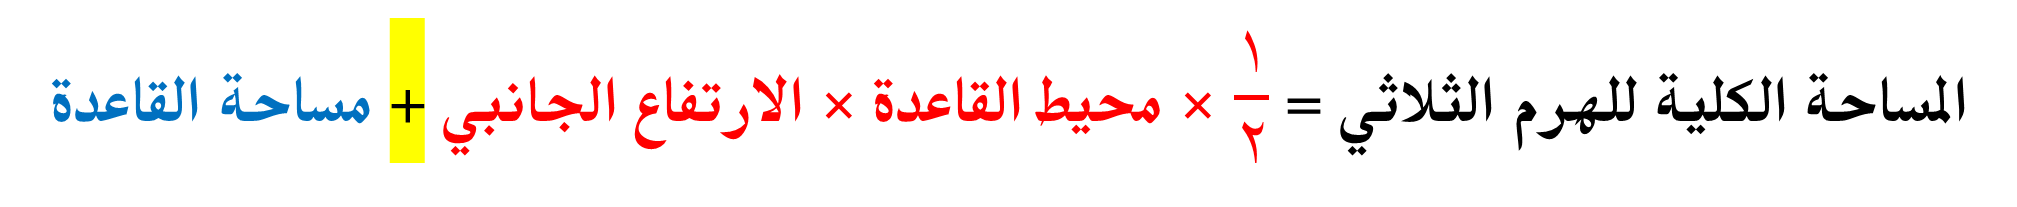 المساحة الكلية للهرم الثلاثي = ١/٢ × محيط القاعدة × الارتفاع الجانبي + مساحة القاعدة